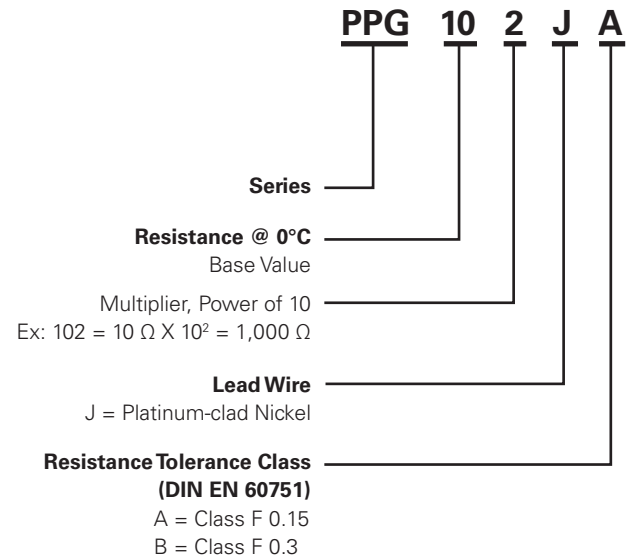 PPG 10 2 J A
Series
Resistance @ 0°C
Base Value
Multiplier, Power of 10
Ex: 102 = 10 Ω X 10² = 1,000 Ω
Lead Wire
J = Platinum-clad Nickel
Resistance Tolerance Class
(DIN EN 60751)
A = Class F 0.15
B = Class F 0.3